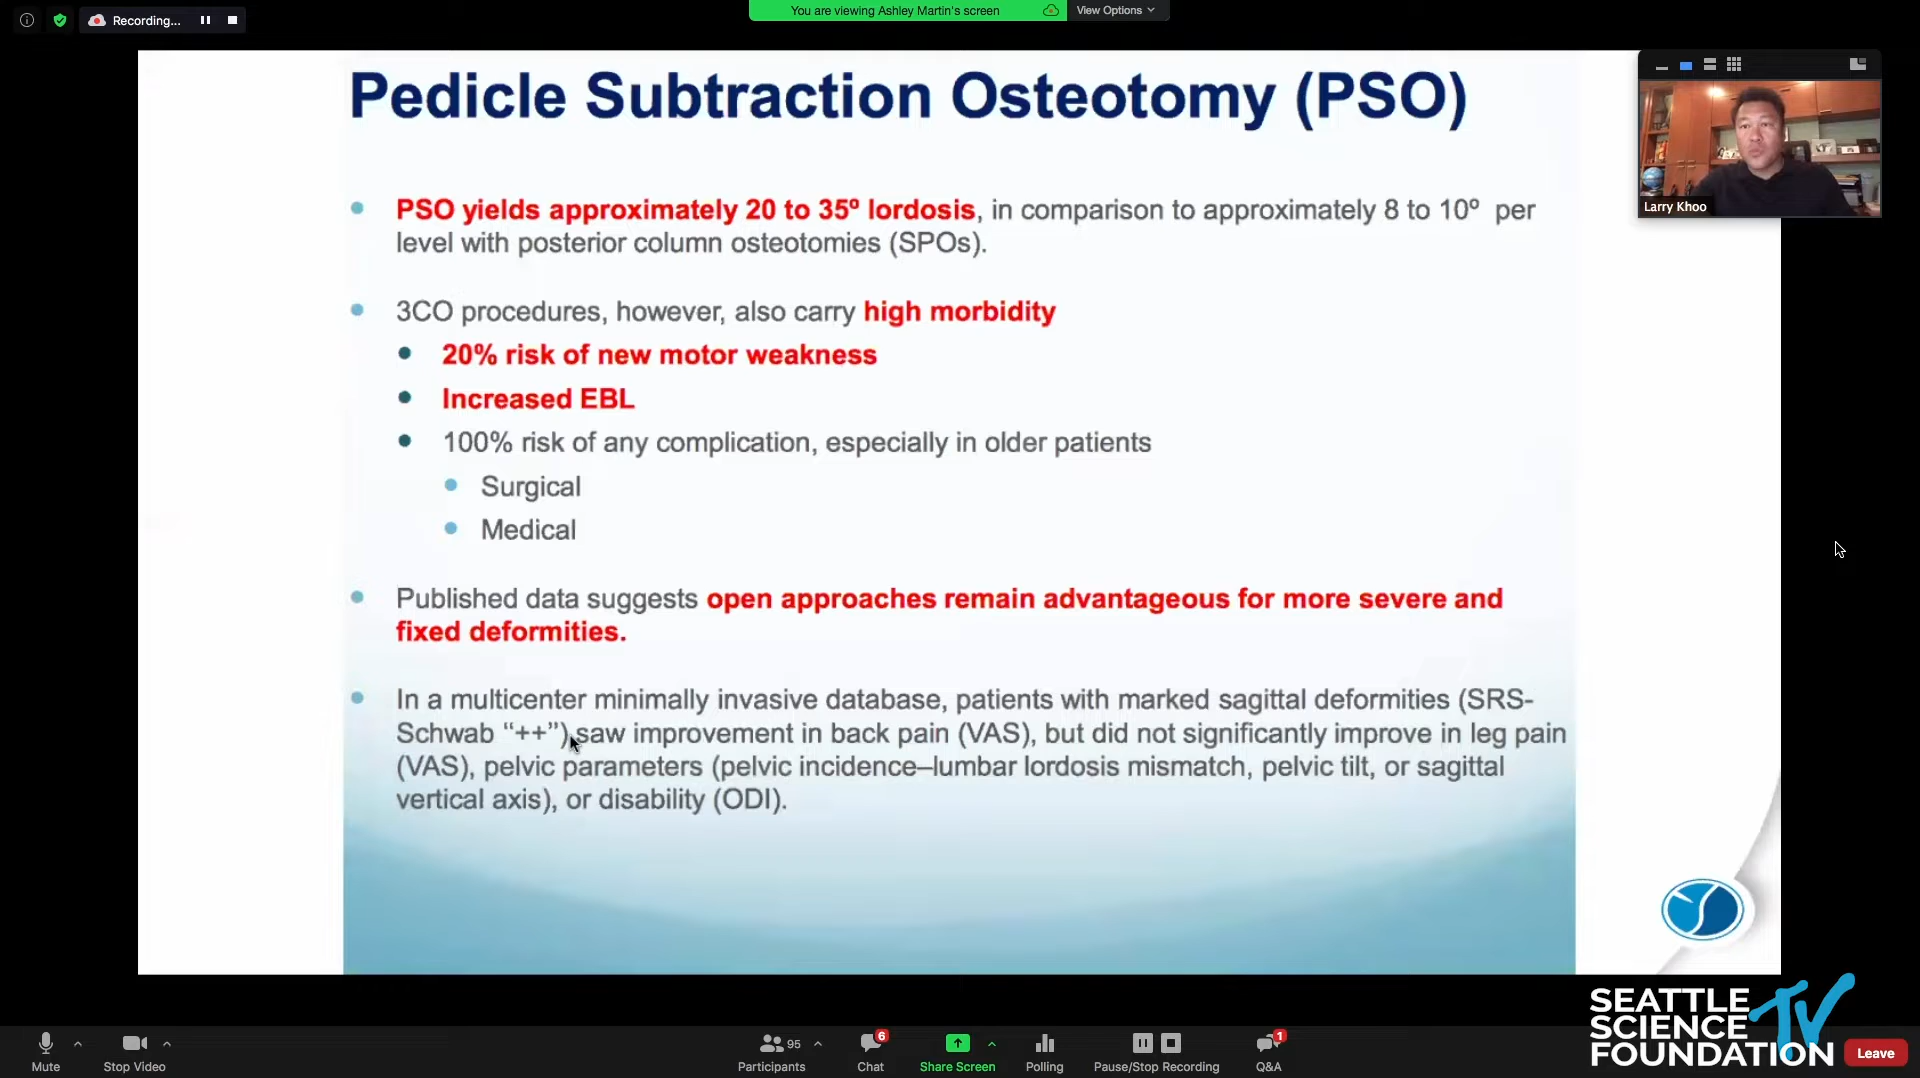 Recording...
You are viewing Ashley Martin's screen
View Options
Pedicle Subtraction Osteotomy (PSO)
PSO yields approximately 20 to 35º lordosis, in comparison to approximately 8 to 10º per
level with posterior column osteotomies (SPOs).
3CO procedures, however, also carry high morbidity
20% risk of new motor weakness
Increased EBL
100% risk of any complication, especially in older patients
Surgical
Medical
Published data suggests open approaches remain advantageous for more severe and
fixed deformities.
In a multicenter minimally invasive database, patients with marked sagittal deformities (SRS-
Schwab “++”) saw improvement in back pain (VAS), but did not significantly improve in leg pain
(VAS), pelvic parameters (pelvic incidence–lumbar lordosis mismatch, pelvic tilt, or sagittal
vertical axis), or disability (ODI).
Larry Khoo
SEATTLE
SCIENCE
FOUNDATION
TV
Mute
Stop Video
95
Participants
6
Chat
Share Screen
Polling
Pause/Stop Recording
1
Q&A
Leave